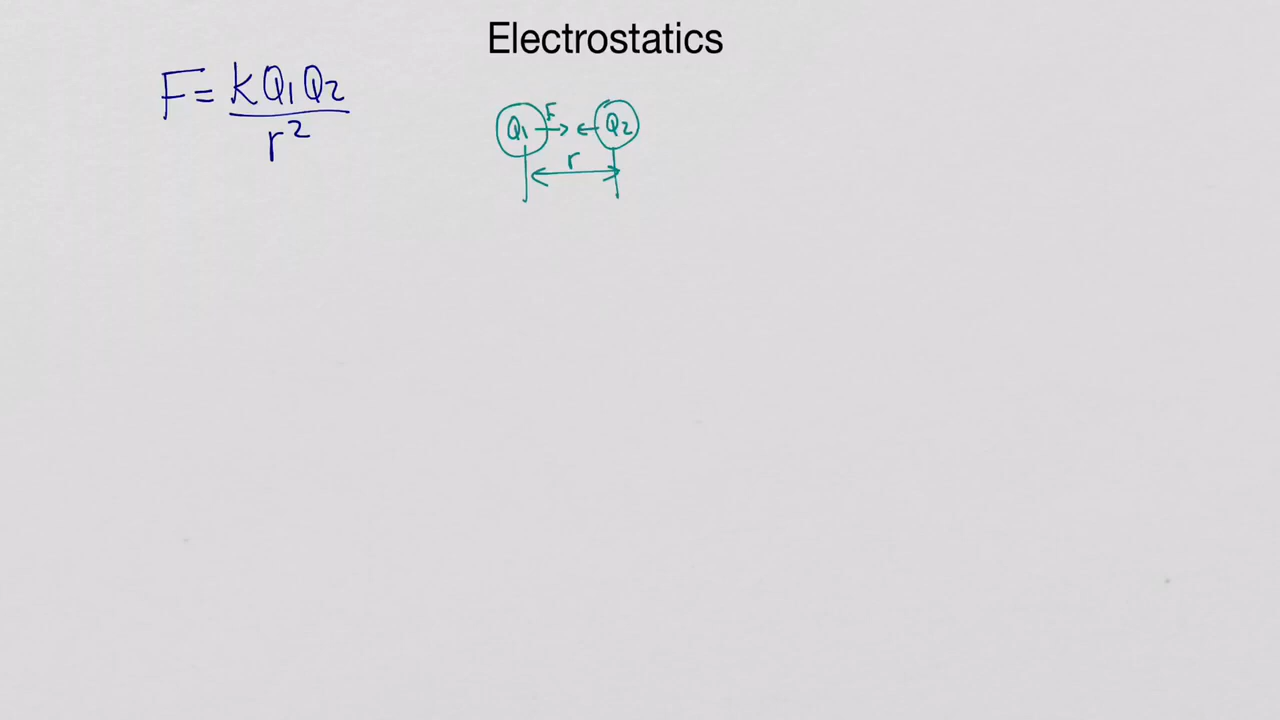 Electrostatics
F = kQ1Q2
r²
Q1 F Q2
r